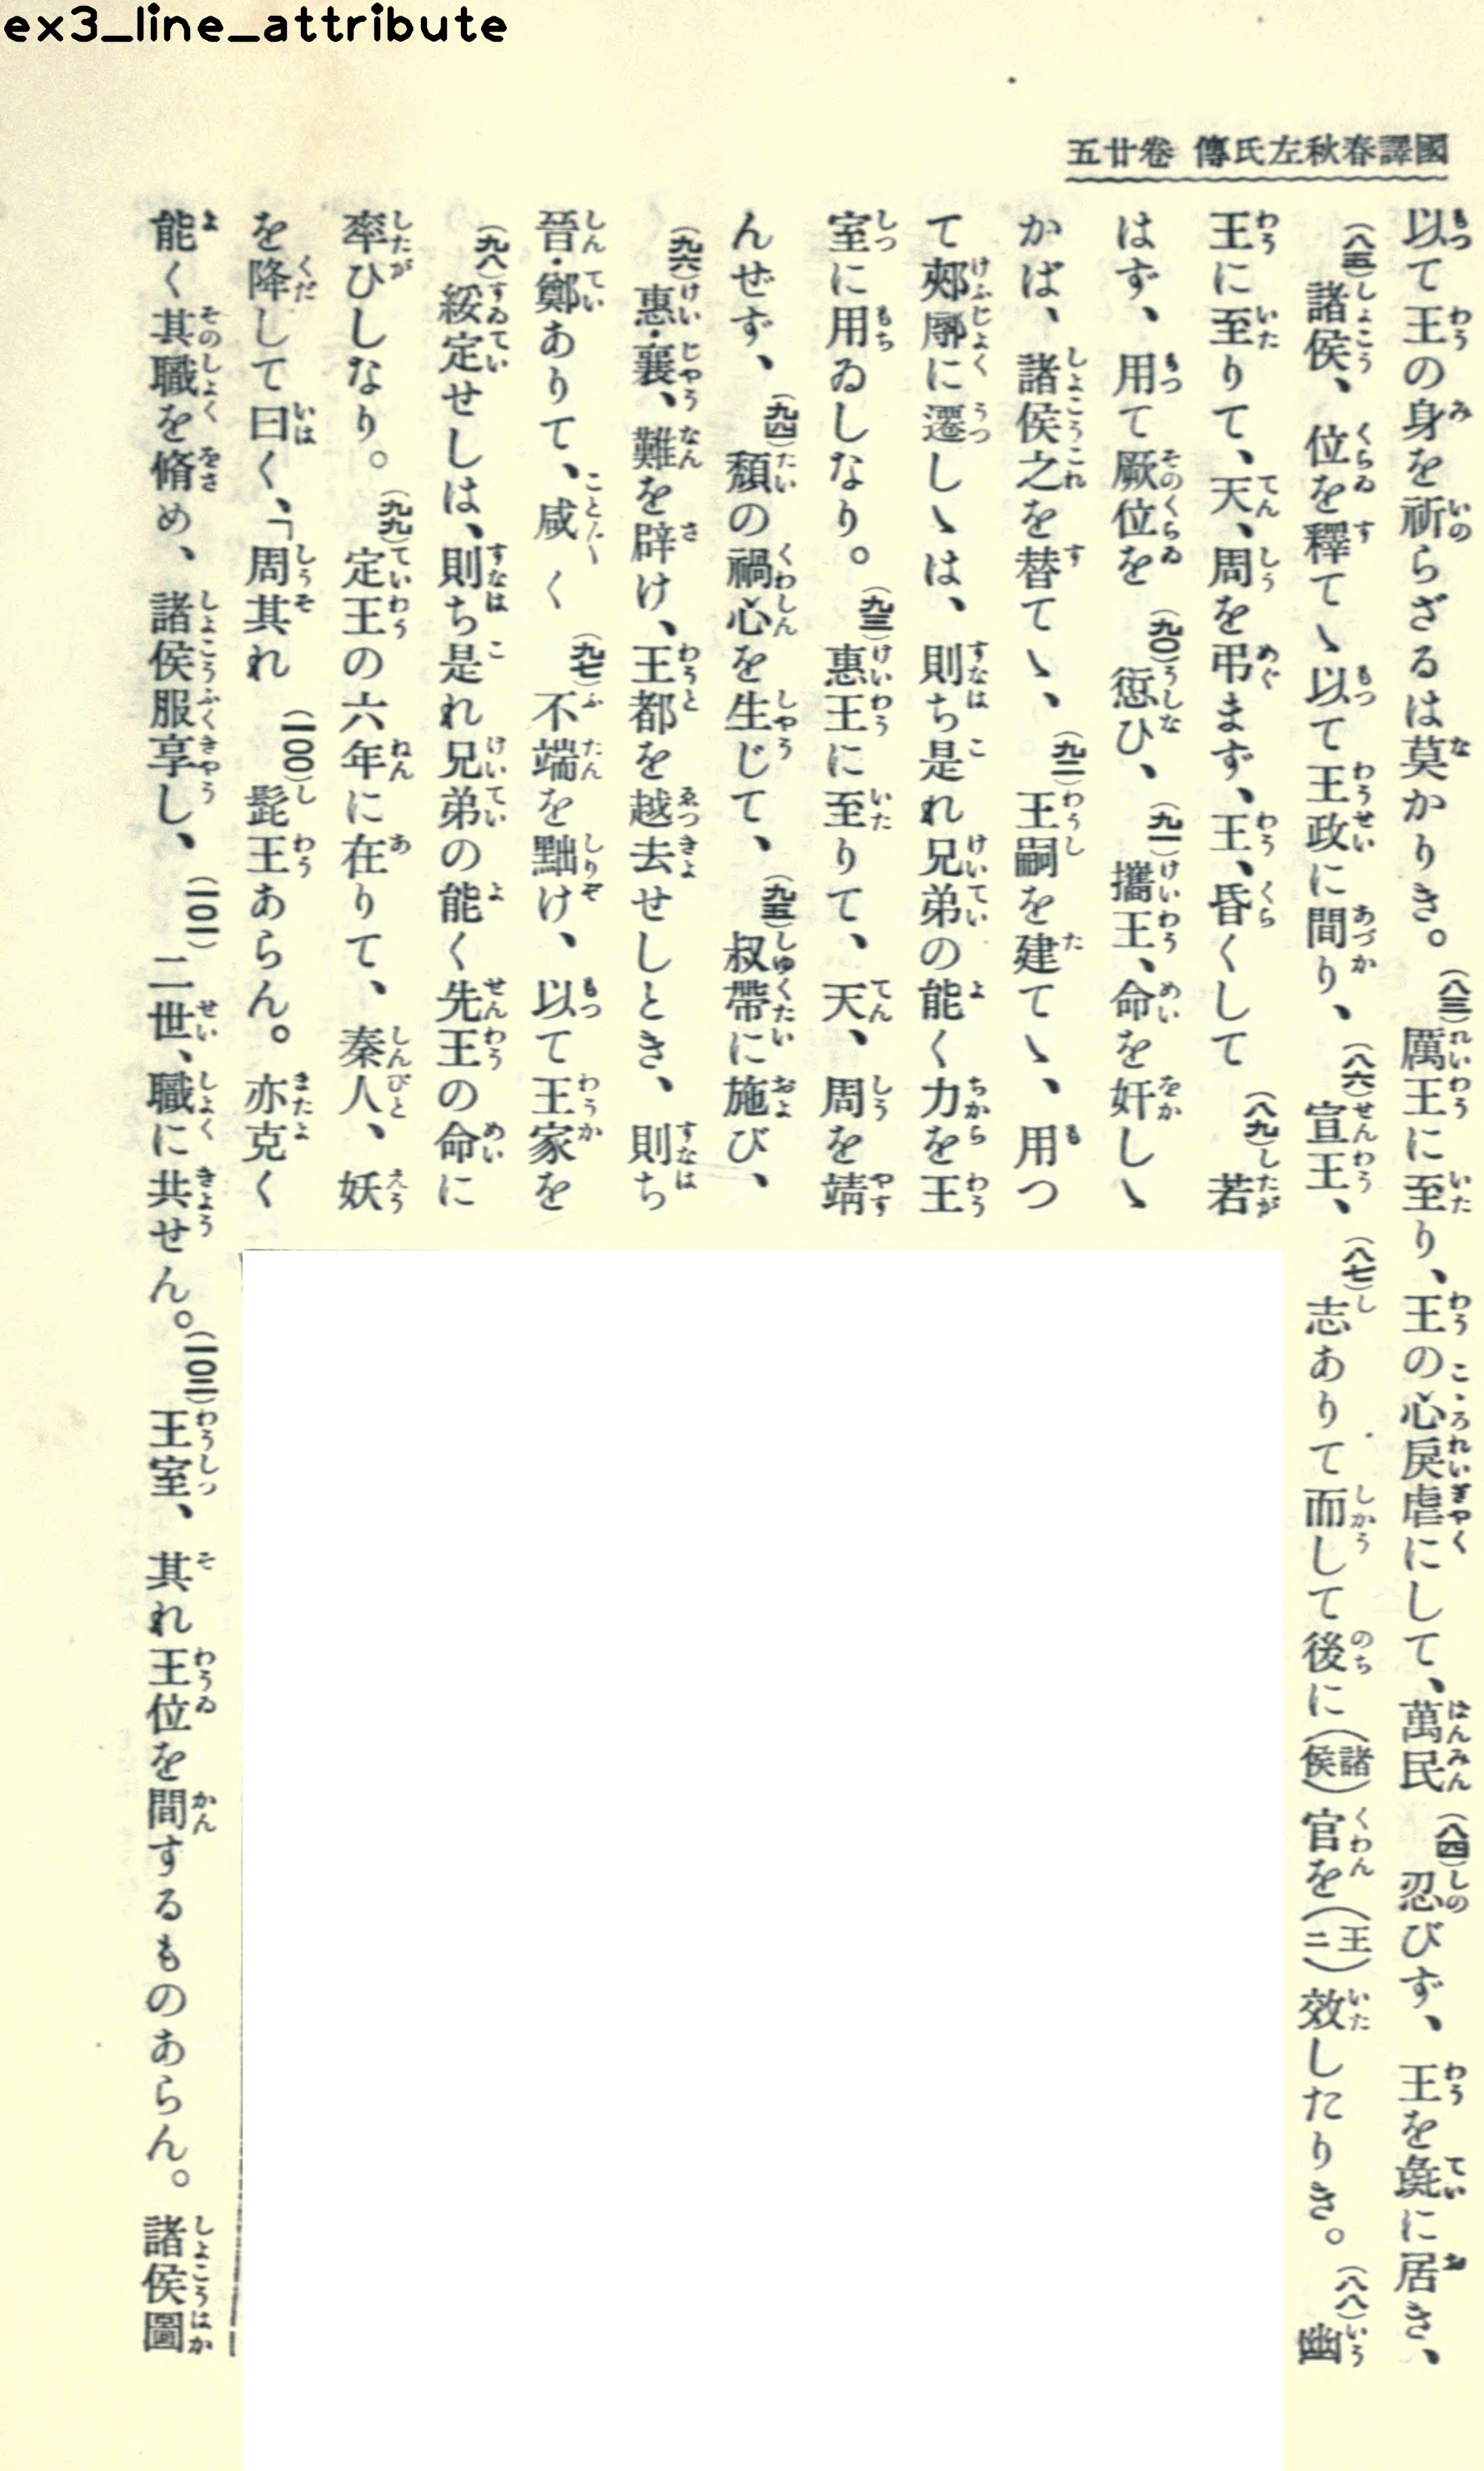 ex3_line_attribute
國譯春秋左氏傳 卷廿五
以て王の身を祈らざるは莫かりき。(八三)厲王に至り、王の心戾虐にして、萬民(八四)忍びず、王を彘に居き、
(八五)諸侯、位を釋てゝ以て王政に間り、(八六)宣王、(八七)志ありて而して後に(諸侯)官を(王ニ)效したりき。(八八)幽
王に至りて、天、周を弔まず、王、昏くして(八九)若
はず、用て厥位を(九〇)愆ひ、(九一)攜王、命を奸しゝ
かば、諸侯之を替てゝ、(九二)王嗣を建てゝ、用つ
て郟鄏に遷しゝは、則ち是れ兄弟の能く力を王
室に用ゐしなり。(九三)惠王に至りて、天、周を靖
んぜず、(九四)頽の禍心を生じて、(九五)叔帶に施び、
(九六)惠·襄、難を辟け、王都を越去せしとき、則ち
晉·鄭ありて、咸く(九七)不端を黜け、以て王家を
(九八)綏定せしは、則ち是れ兄弟の能く先王の命に
率ひしなり。(九九)定王の六年に在りて、秦人、妖
を降して曰く、「周其れ(一〇〇)髭王あらん。亦克く
能く其職を脩め、諸侯服享し、(一〇一)二世、職に共せん。(一〇二)王室、其れ王位を間するものあらん。諸侯圖